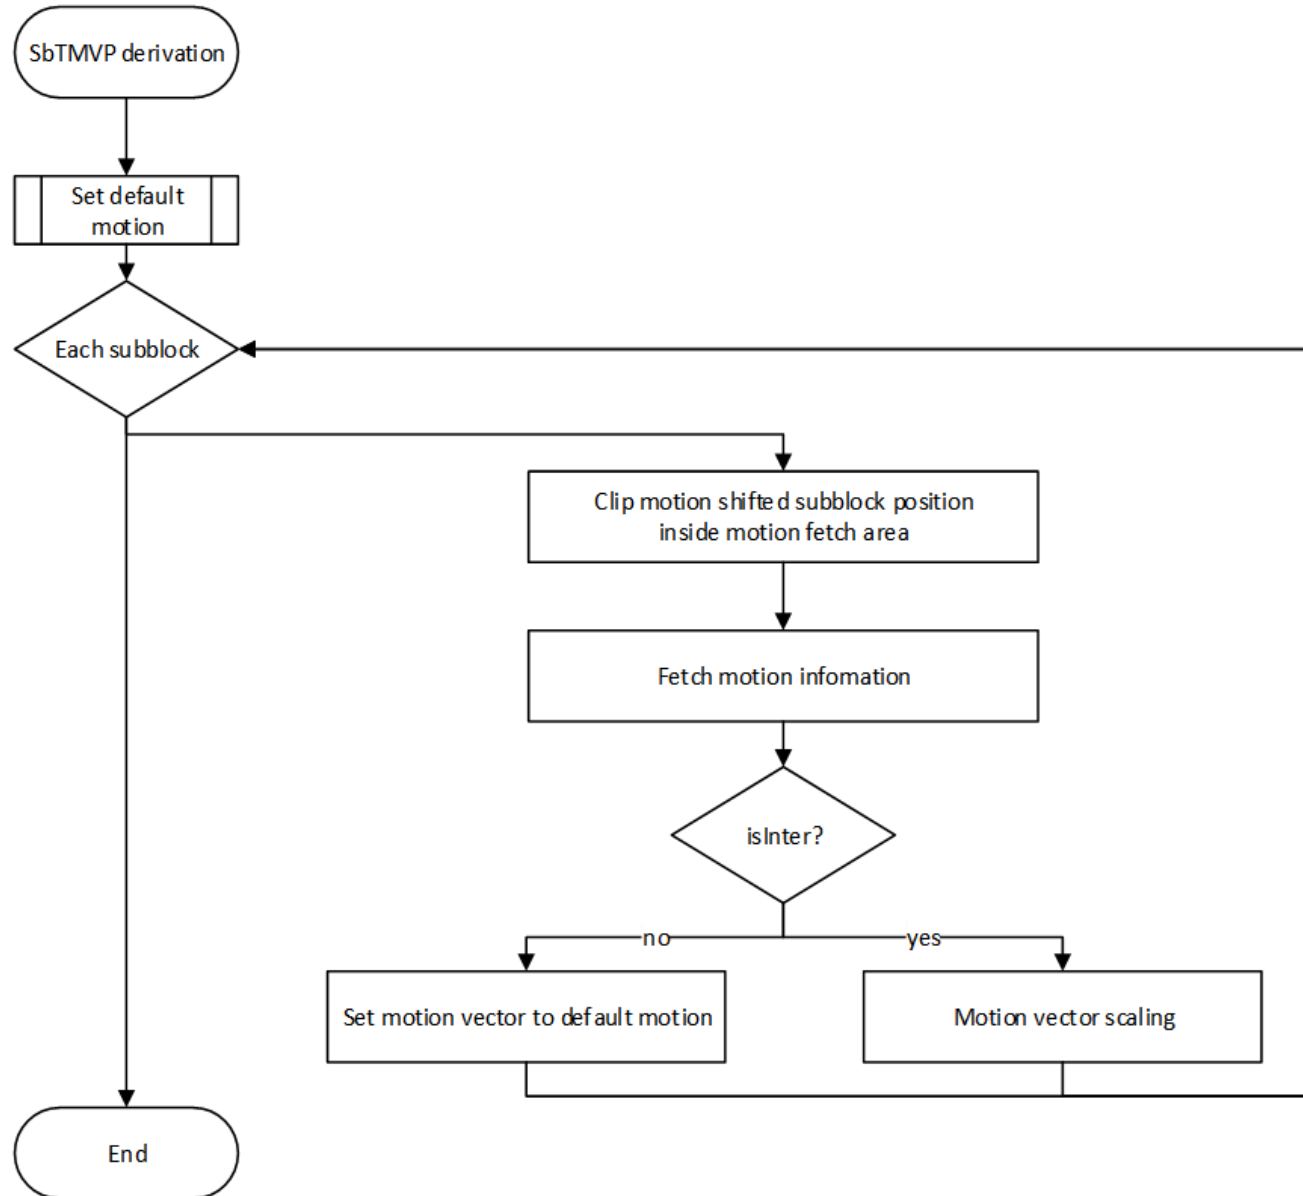 SbTMVP derivation
Set default
motion
Each subblock
Clip motion shifted subblock position
inside motion fetch area
Fetch motion infomation
isInter?
no
yes
Set motion vector to default motion
Motion vector scaling
End